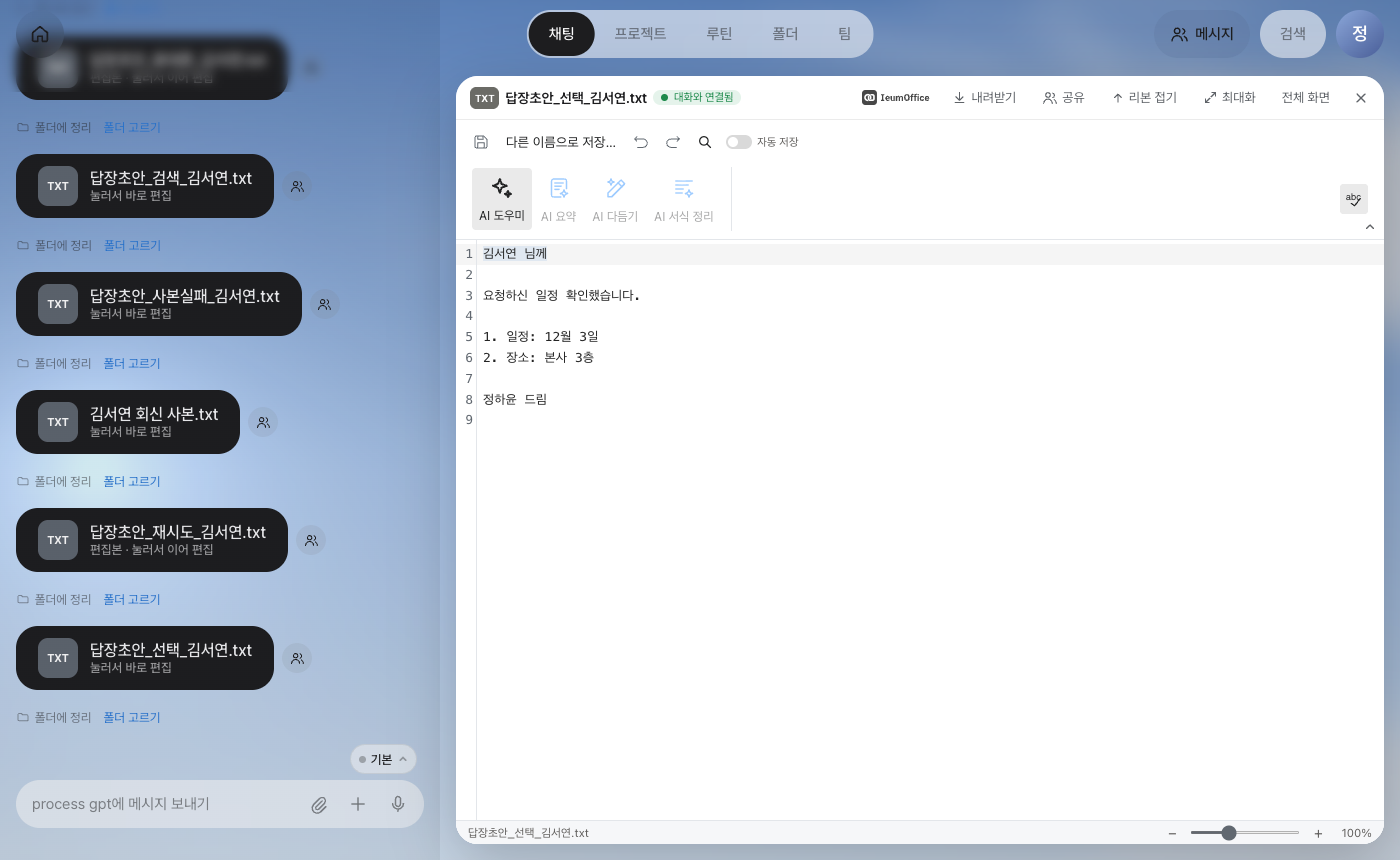 채팅 프로젝트 루틴 폴더 팀
메시지 검색 정
편집본 · 눌러서 이어 편집
폴더에 정리 폴더 고르기
TXT 답장초안_검색_김서연.txt
눌러서 바로 편집
폴더에 정리 폴더 고르기
TXT 답장초안_사본실패_김서연.txt
눌러서 바로 편집
폴더에 정리 폴더 고르기
TXT 김서연 회신 사본.txt
눌러서 바로 편집
폴더에 정리 폴더 고르기
TXT 답장초안_재시도_김서연.txt
편집본 · 눌러서 이어 편집
폴더에 정리 폴더 고르기
TXT 답장초안_선택_김서연.txt
눌러서 바로 편집
폴더에 정리 폴더 고르기
기본
process gpt에 메시지 보내기
TXT 답장초안_선택_김서연.txt 대화와 연결됨 IeumOffice 내려받기 공유 리본 접기 최대화 전체 화면
다른 이름으로 저장... 자동 저장
AI 도우미 AI 요약 AI 다듬기 AI 서식 정리 abc
1 김서연 님께
2
3 요청하신 일정 확인했습니다.
4
5 1. 일정: 12월 3일
6 2. 장소: 본사 3층
7
8 정하윤 드림
9
답장초안_선택_김서연.txt 100%